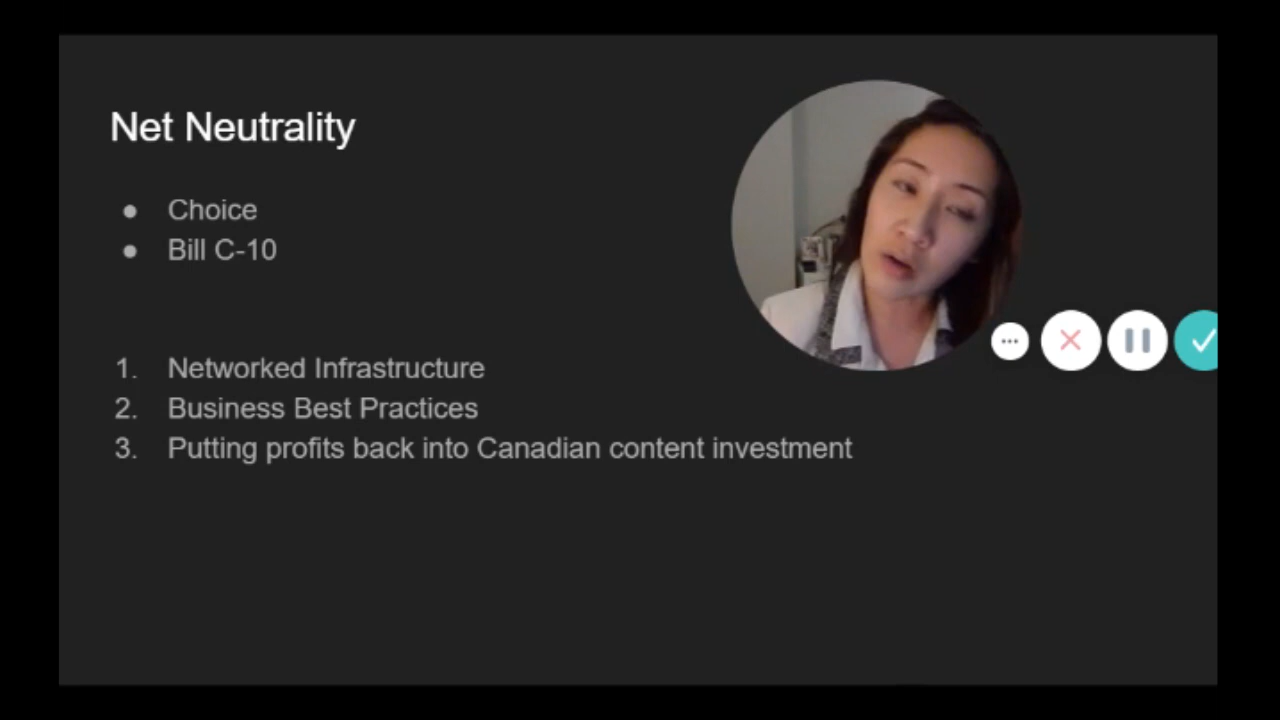 Net Neutrality
● Choice
● Bill C-10
1. Networked Infrastructure
2. Business Best Practices
3. Putting profits back into Canadian content investment